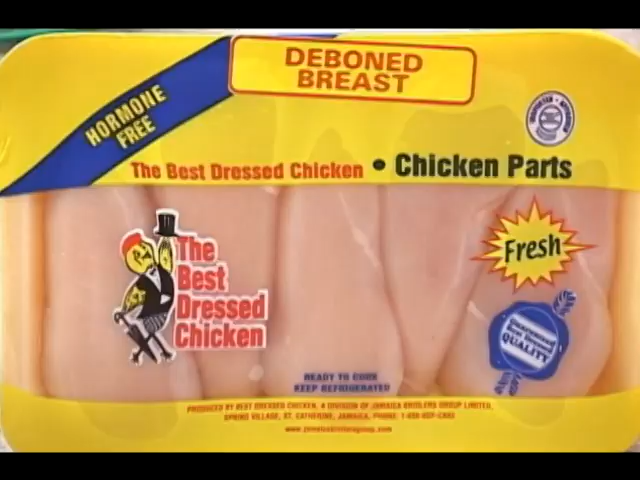 DEBONED
BREAST
HORMONE
FREE
The Best Dressed Chicken • Chicken Parts
Fresh
The
Best
Dressed
Chicken
QUALITY
READY TO COOK
KEEP REFRIGERATED
PRODUCED BY BEST DRESSED CHICKEN, A DIVISION OF JAMAICA BROILERS GROUP LIMITED,
SPRING VILLAGE, ST. CATHERINE, JAMAICA, PHONE: